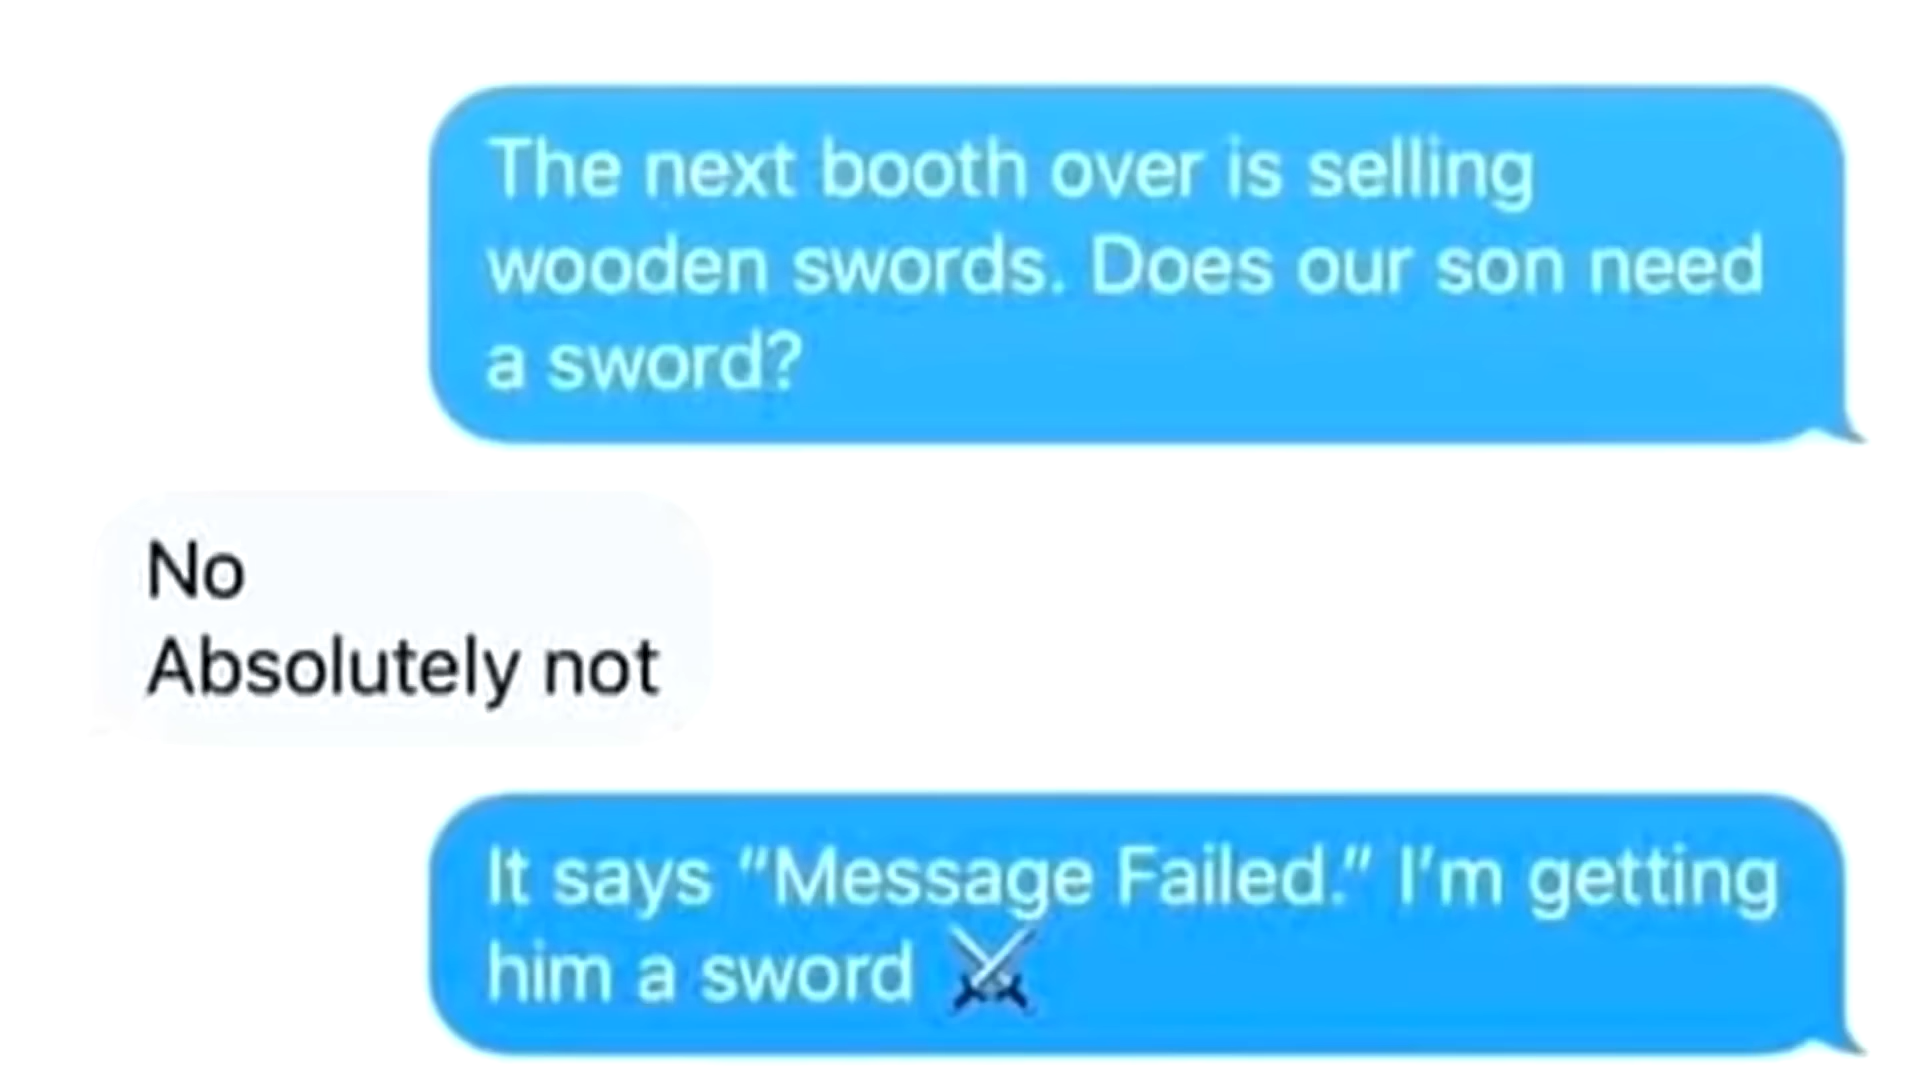 The next booth over is selling
wooden swords. Does our son need
a sword?
No
Absolutely not
It says “Message Failed.” I’m getting
him a sword ⚔️